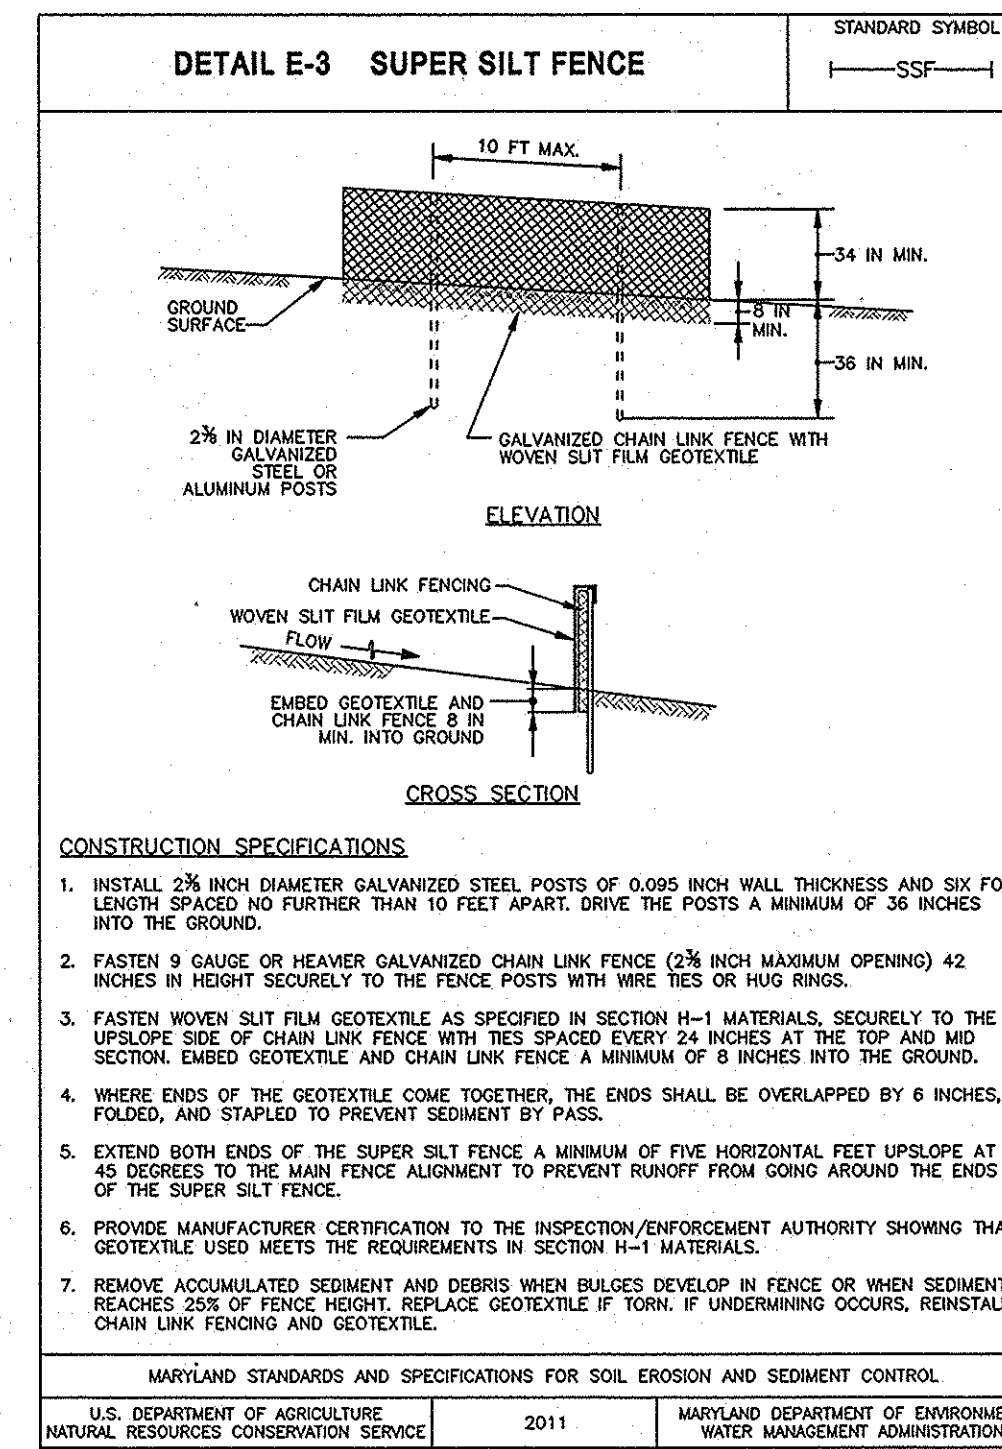 DETAIL E-3 SUPER SILT FENCE
STANDARD SYMBOL
SSF
10 FT MAX.
34 IN MIN.
GROUND
SURFACE
8 IN
MIN.
36 IN MIN.
2⅜ IN DIAMETER
GALVANIZED
STEEL OR
ALUMINUM POSTS
GALVANIZED CHAIN LINK FENCE WITH
WOVEN SLIT FILM GEOTEXTILE
ELEVATION
CHAIN LINK FENCING
WOVEN SLIT FILM GEOTEXTILE
FLOW
EMBED GEOTEXTILE AND
CHAIN LINK FENCE 8 IN
MIN. INTO GROUND
CROSS SECTION
CONSTRUCTION SPECIFICATIONS
1. INSTALL 2⅜ INCH DIAMETER GALVANIZED STEEL POSTS OF 0.095 INCH WALL THICKNESS AND SIX FO
LENGTH SPACED NO FURTHER THAN 10 FEET APART. DRIVE THE POSTS A MINIMUM OF 36 INCHES
INTO THE GROUND.
2. FASTEN 9 GAUGE OR HEAVIER GALVANIZED CHAIN LINK FENCE (2⅜ INCH MAXIMUM OPENING) 42
INCHES IN HEIGHT SECURELY TO THE FENCE POSTS WITH WIRE TIES OR HUG RINGS.
3. FASTEN WOVEN SLIT FILM GEOTEXTILE AS SPECIFIED IN SECTION H-1 MATERIALS, SECURELY TO THE
UPSLOPE SIDE OF CHAIN LINK FENCE WITH TIES SPACED EVERY 24 INCHES AT THE TOP AND MID
SECTION. EMBED GEOTEXTILE AND CHAIN LINK FENCE A MINIMUM OF 8 INCHES INTO THE GROUND.
4. WHERE ENDS OF THE GEOTEXTILE COME TOGETHER, THE ENDS SHALL BE OVERLAPPED BY 6 INCHES,
FOLDED, AND STAPLED TO PREVENT SEDIMENT BY PASS.
5. EXTEND BOTH ENDS OF THE SUPER SILT FENCE A MINIMUM OF FIVE HORIZONTAL FEET UPSLOPE AT
45 DEGREES TO THE MAIN FENCE ALIGNMENT TO PREVENT RUNOFF FROM GOING AROUND THE ENDS
OF THE SUPER SILT FENCE.
6. PROVIDE MANUFACTURER CERTIFICATION TO THE INSPECTION/ENFORCEMENT AUTHORITY SHOWING THA
GEOTEXTILE USED MEETS THE REQUIREMENTS IN SECTION H-1 MATERIALS.
7. REMOVE ACCUMULATED SEDIMENT AND DEBRIS WHEN BULGES DEVELOP IN FENCE OR WHEN SEDIMENT
REACHES 25% OF FENCE HEIGHT. REPLACE GEOTEXTILE IF TORN. IF UNDERMINING OCCURS, REINSTALL
CHAIN LINK FENCING AND GEOTEXTILE.
MARYLAND STANDARDS AND SPECIFICATIONS FOR SOIL EROSION AND SEDIMENT CONTROL
U.S. DEPARTMENT OF AGRICULTURE
NATURAL RESOURCES CONSERVATION SERVICE
2011
MARYLAND DEPARTMENT OF ENVIRONME
WATER MANAGEMENT ADMINISTRATION